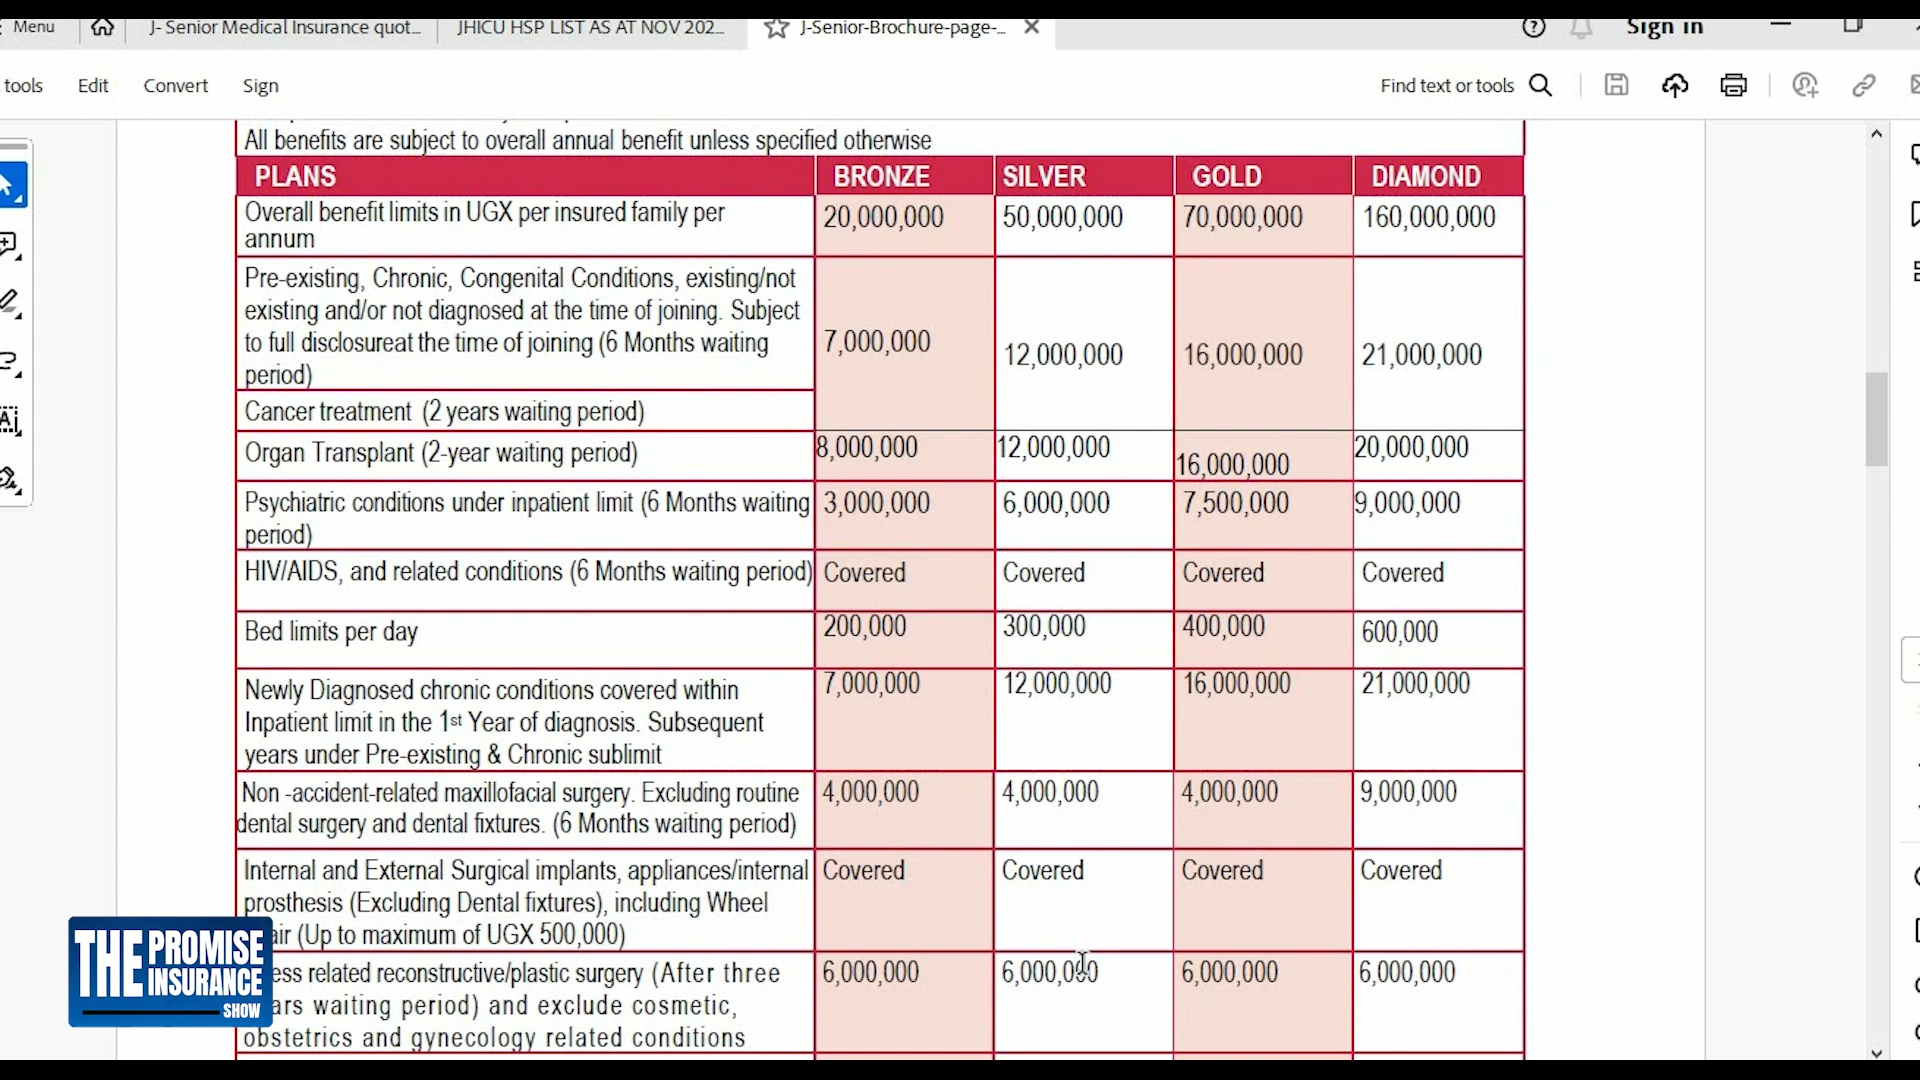 Menu
J- Senior Medical Insurance quot...
JHICU HSP LIST AS AT NOV 202...
J-Senior-Brochure-page-...
Sign in
tools
Edit
Convert
Sign
Find text or tools
All benefits are subject to overall annual benefit unless specified otherwise
PLANS BRONZE SILVER GOLD DIAMOND
Overall benefit limits in UGX per insured family per
annum
20,000,000 50,000,000 70,000,000 160,000,000
Pre-existing, Chronic, Congenital Conditions, existing/not
existing and/or not diagnosed at the time of joining. Subject
to full disclosureat the time of joining (6 Months waiting
period)
7,000,000 12,000,000 16,000,000 21,000,000
Cancer treatment (2 years waiting period)
Organ Transplant (2-year waiting period) 8,000,000 12,000,000 16,000,000 20,000,000
Psychiatric conditions under inpatient limit (6 Months waiting
period)
3,000,000 6,000,000 7,500,000 9,000,000
HIV/AIDS, and related conditions (6 Months waiting period) Covered Covered Covered Covered
Bed limits per day 200,000 300,000 400,000 600,000
Newly Diagnosed chronic conditions covered within
Inpatient limit in the 1st Year of diagnosis. Subsequent
years under Pre-existing & Chronic sublimit
7,000,000 12,000,000 16,000,000 21,000,000
Non -accident-related maxillofacial surgery. Excluding routine
dental surgery and dental fixtures. (6 Months waiting period)
4,000,000 4,000,000 4,000,000 9,000,000
Internal and External Surgical implants, appliances/internal
prosthesis (Excluding Dental fixtures), including Wheel
air (Up to maximum of UGX 500,000)
Covered Covered Covered Covered
ess related reconstructive/plastic surgery (After three
ars waiting period) and exclude cosmetic,
obstetrics and gynecology related conditions
6,000,000 6,000,000 6,000,000 6,000,000
THE PROMISE
INSURANCE
SHOW